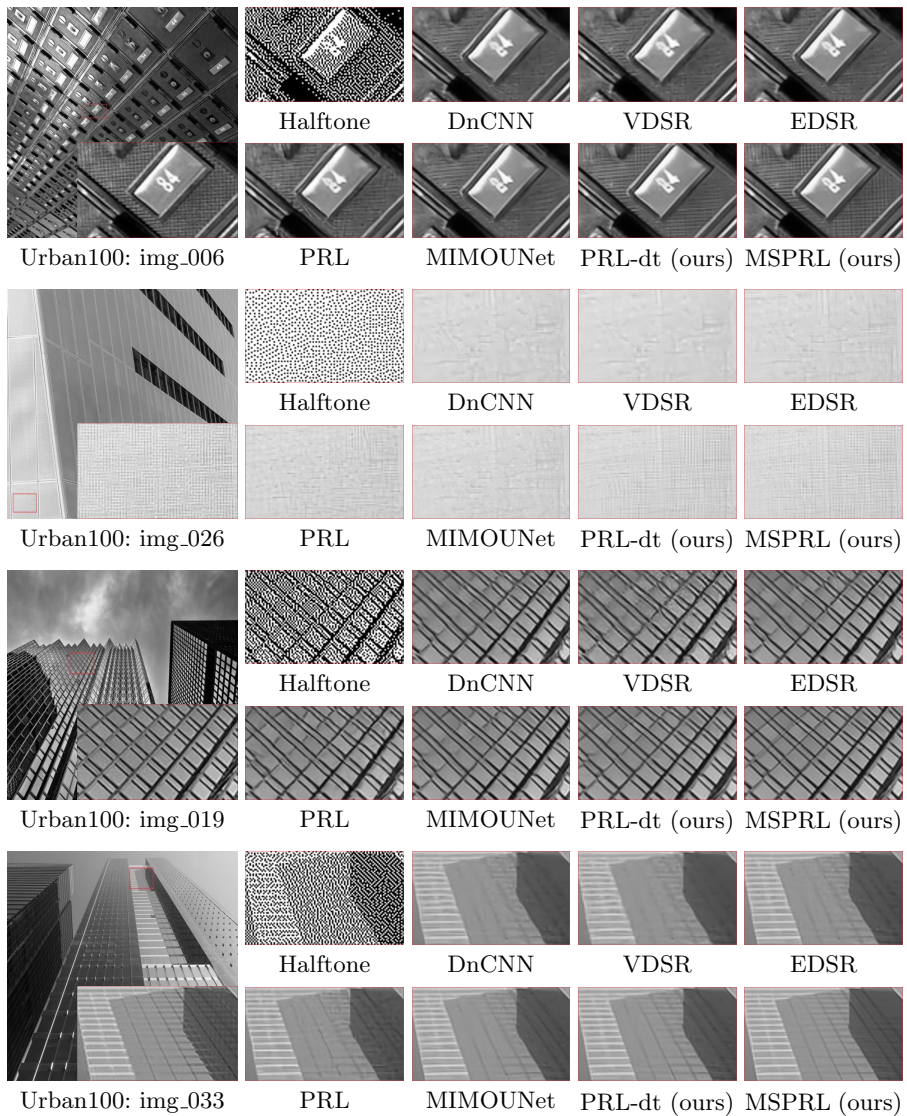 84
Halftone DnCNN VDSR EDSR
Urban100: img_006 PRL MIMOUNet PRL-dt (ours) MSPRL (ours)
Halftone DnCNN VDSR EDSR
Urban100: img_026 PRL MIMOUNet PRL-dt (ours) MSPRL (ours)
Halftone DnCNN VDSR EDSR
Urban100: img_019 PRL MIMOUNet PRL-dt (ours) MSPRL (ours)
Halftone DnCNN VDSR EDSR
Urban100: img_033 PRL MIMOUNet PRL-dt (ours) MSPRL (ours)